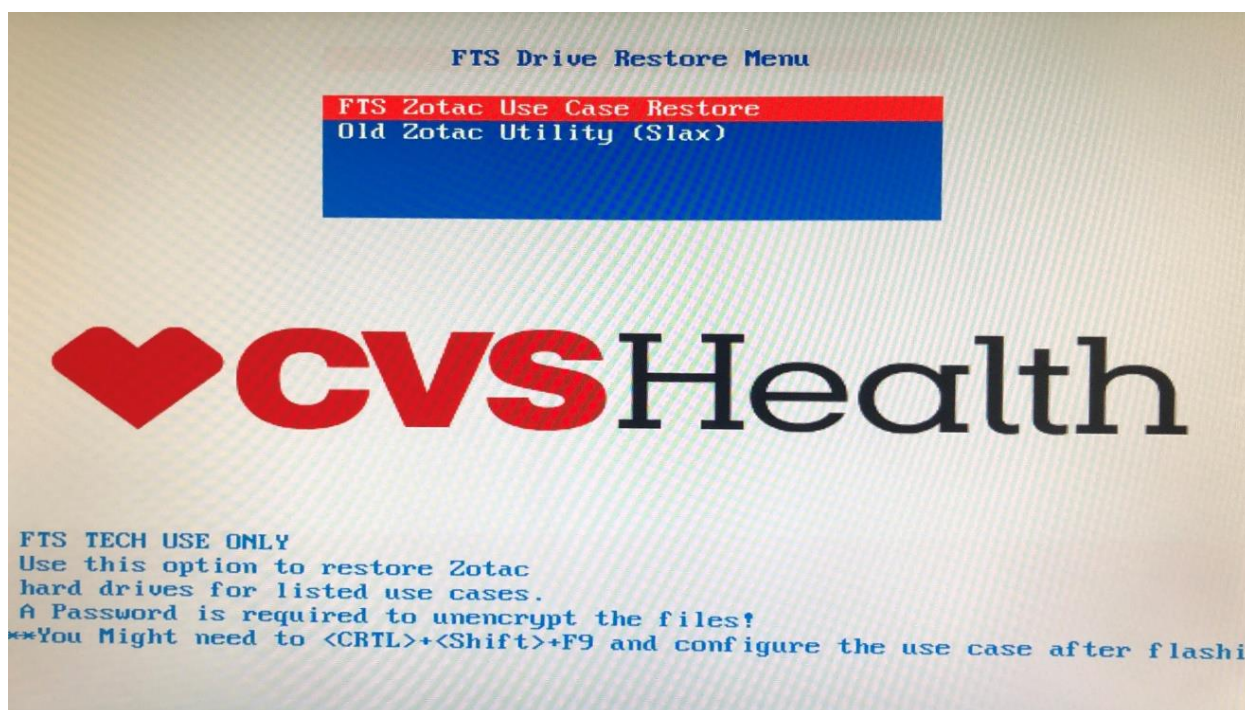 FTS Drive Restore Menu
FTS Zotac Use Case Restore
Old Zotac Utility (Slax)
CVSHealth
FTS TECH USE ONLY
Use this option to restore Zotac
hard drives for listed use cases.
A Password is required to unencrypt the files!
**You Might need to <CRTL>+<Shift>+F9 and configure the use case after flashi